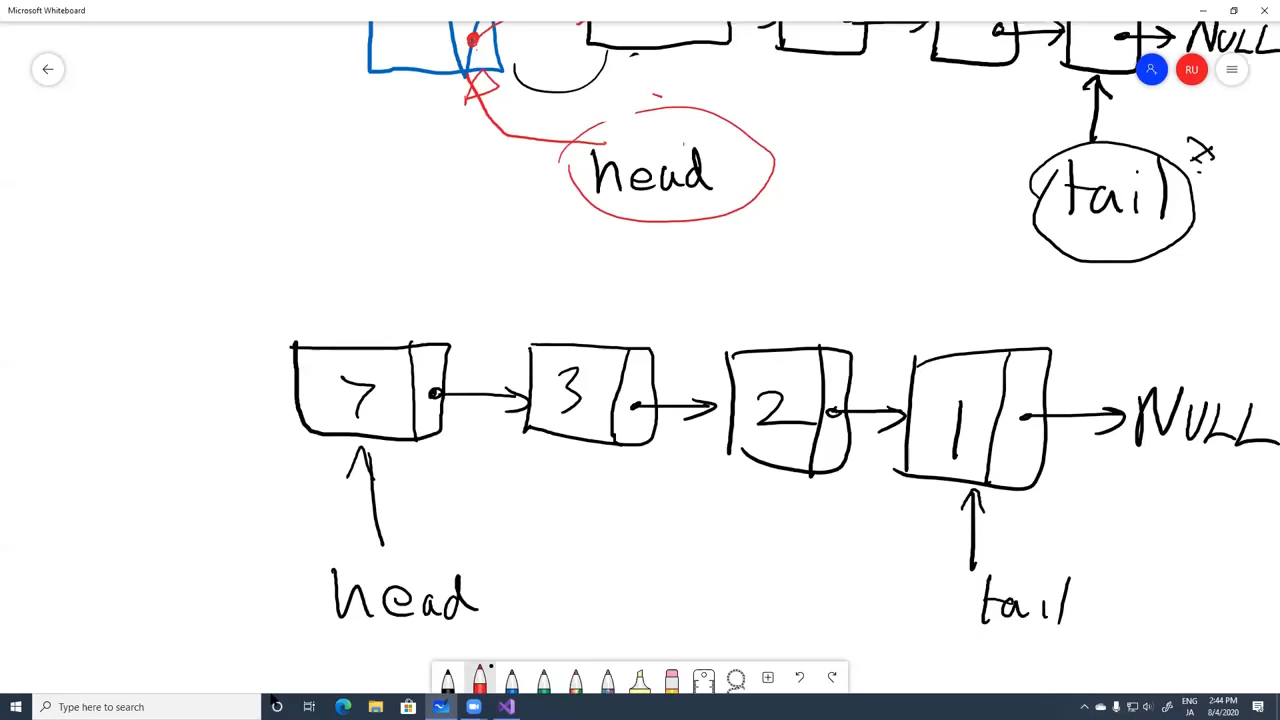 Microsoft Whiteboard
NULL
RU
head
tail
7 3 2 1 NULL
head
tail
Type here to search
ENG
JA
2:44 PM
8/4/2020